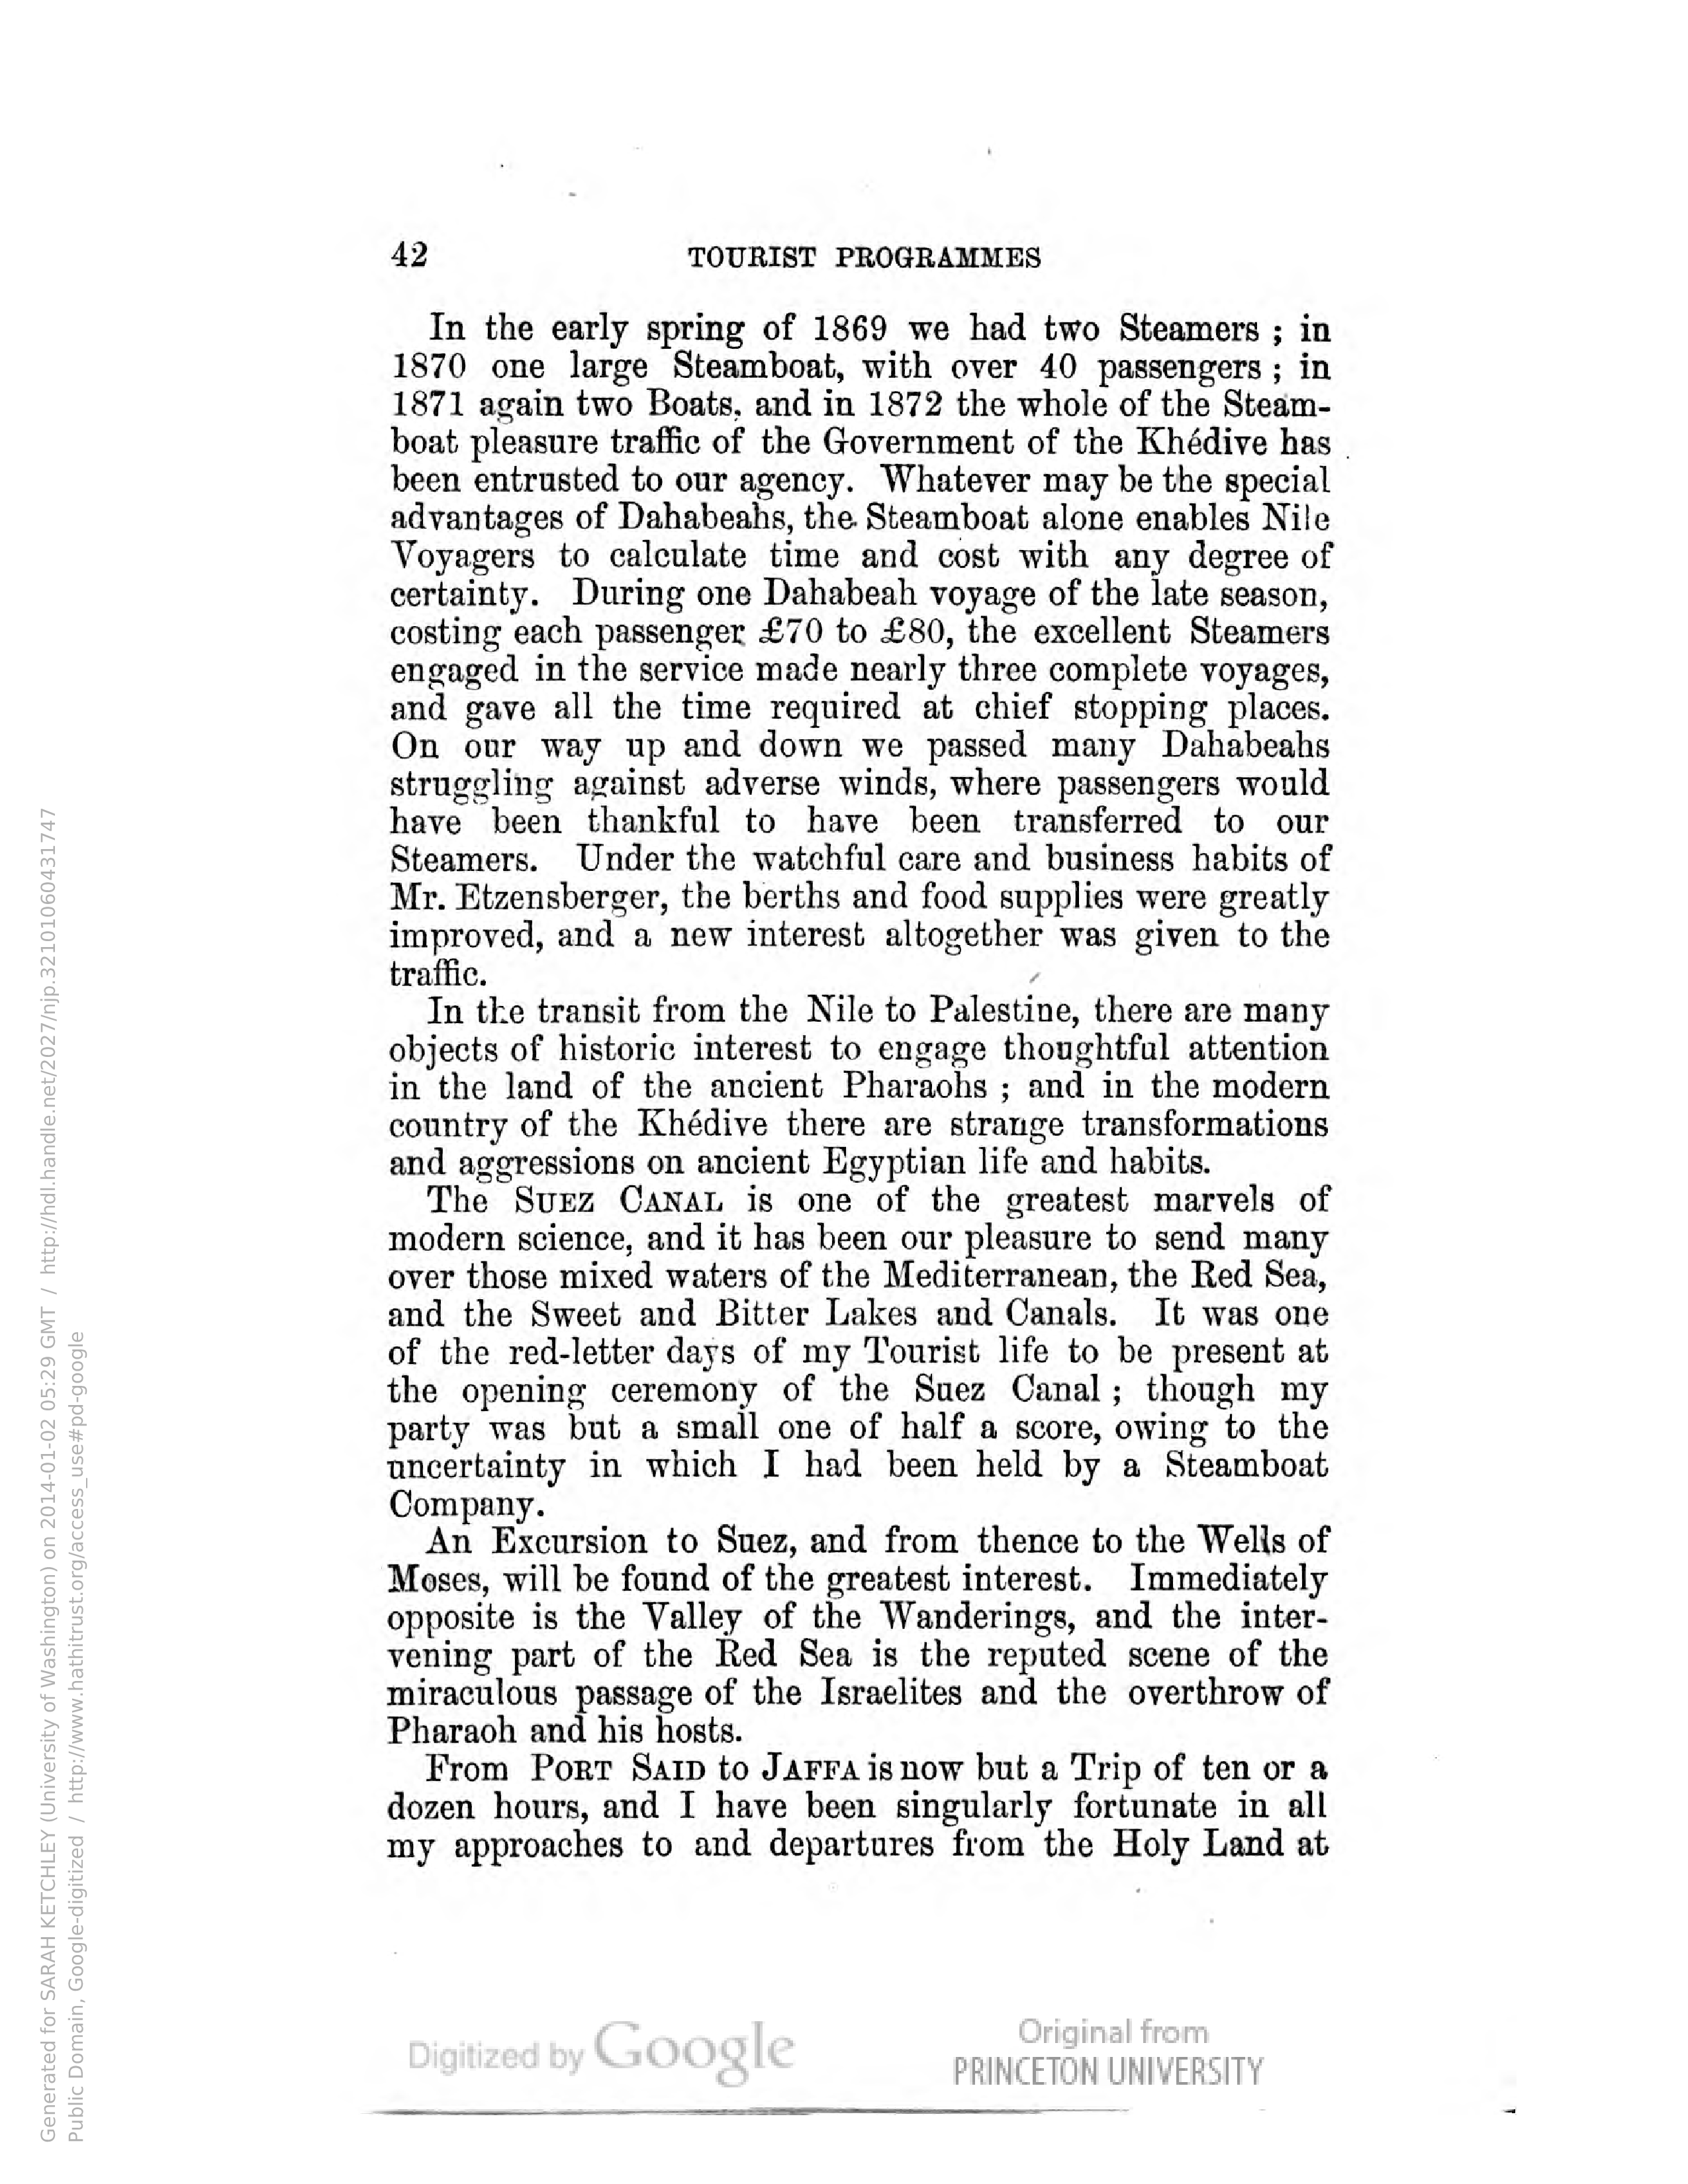 42 TOURIST PROGRAMMES
In the early spring of 1869 we had two Steamers ; in
1870 one large Steamboat, with over 40 passengers ; in
1871 again two Boats, and in 1872 the whole of the Steam-
boat pleasure traffic of the Government of the Khédive has
been entrusted to our agency. Whatever may be the special
advantages of Dahabeahs, the Steamboat alone enables Nile
Voyagers to calculate time and cost with any degree of
certainty. During one Dahabeah voyage of the late season,
costing each passenger £70 to £80, the excellent Steamers
engaged in the service made nearly three complete voyages,
and gave all the time required at chief stopping places.
On our way up and down we passed many Dahabeahs
struggling against adverse winds, where passengers would
have been thankful to have been transferred to our
Steamers. Under the watchful care and business habits of
Mr. Etzensberger, the berths and food supplies were greatly
improved, and a new interest altogether was given to the
traffic.
In the transit from the Nile to Palestine, there are many
objects of historic interest to engage thoughtful attention
in the land of the ancient Pharaohs ; and in the modern
country of the Khédive there are strange transformations
and aggressions on ancient Egyptian life and habits.
The SUEZ CANAL is one of the greatest marvels of
modern science, and it has been our pleasure to send many
over those mixed waters of the Mediterranean, the Red Sea,
and the Sweet and Bitter Lakes and Canals. It was one
of the red-letter days of my Tourist life to be present at
the opening ceremony of the Suez Canal ; though my
party was but a small one of half a score, owing to the
uncertainty in which I had been held by a Steamboat
Company.
An Excursion to Suez, and from thence to the Wells of
Moses, will be found of the greatest interest. Immediately
opposite is the Valley of the Wanderings, and the inter-
vening part of the Red Sea is the reputed scene of the
miraculous passage of the Israelites and the overthrow of
Pharaoh and his hosts.
From PORT SAID to JAFFA is now but a Trip of ten or a
dozen hours, and I have been singularly fortunate in all
my approaches to and departures from the Holy Land at
Digitized by Google
Original from
PRINCETON UNIVERSITY
Generated for SARAH KETCHLEY (University of Washington) on 2014-01-02 05:29 GMT / http://hdl.handle.net/2027/njp.32101060431747
Public Domain, Google-digitized / http://www.hathitrust.org/access_use#pd-google